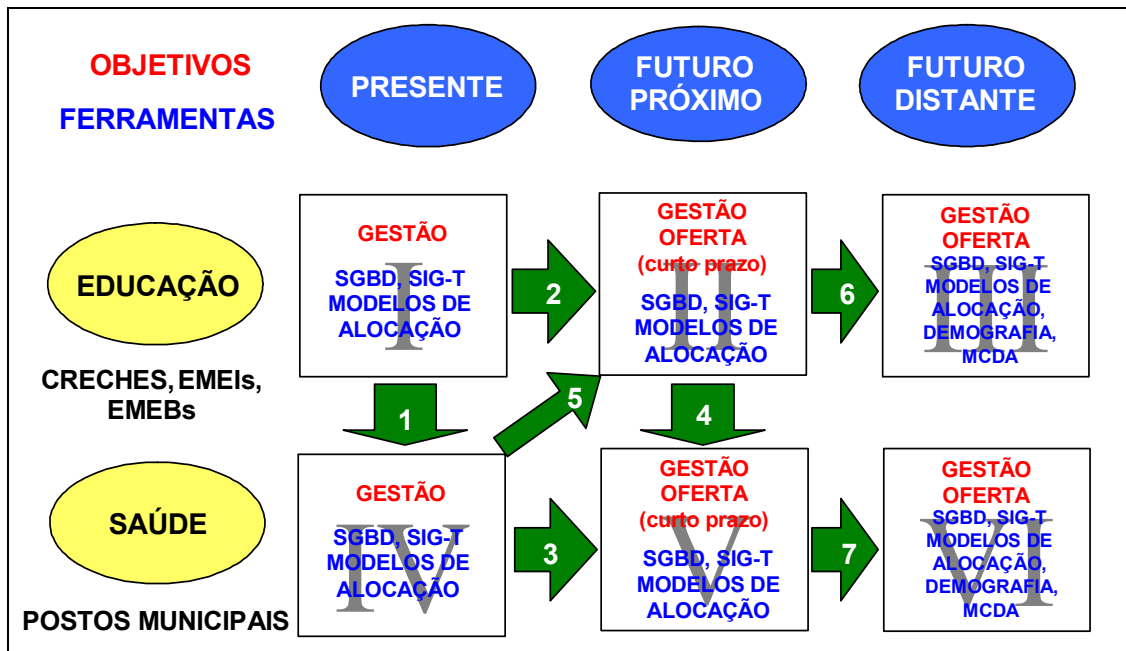 OBJETIVOS
FERRAMENTAS
PRESENTE
FUTURO
PRÓXIMO
FUTURO
DISTANTE
EDUCAÇÃO
CRECHES, EMEIs,
EMEBs
I
GESTÃO
SGBD, SIG-T
MODELOS DE
ALOCAÇÃO
2
II
GESTÃO
OFERTA
(curto prazo)
SGBD, SIG-T
MODELOS DE
ALOCAÇÃO
6
III
GESTÃO
OFERTA
SGBD, SIG-T
MODELOS DE
ALOCAÇÃO,
DEMOGRAFIA,
MCDA
1
5
4
SAÚDE
POSTOS MUNICIPAIS
IV
GESTÃO
SGBD, SIG-T
MODELOS DE
ALOCAÇÃO
3
V
GESTÃO
OFERTA
(curto prazo)
SGBD, SIG-T
MODELOS DE
ALOCAÇÃO
7
VI
GESTÃO
OFERTA
SGBD, SIG-T
MODELOS DE
ALOCAÇÃO,
DEMOGRAFIA,
MCDA